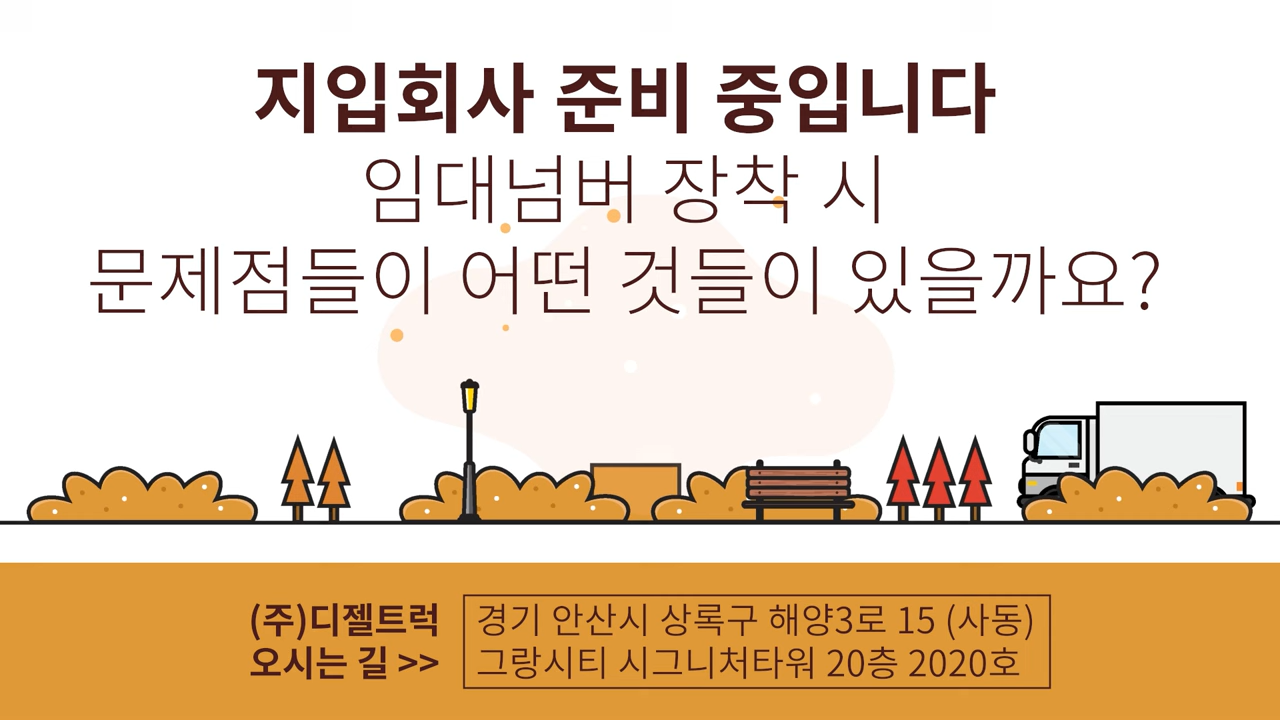 지입회사 준비 중입니다
임대넘버 장착 시
문제점들이 어떤 것들이 있을까요?
(주)디젤트럭
오시는 길 >>
경기 안산시 상록구 해양3로 15 (사동)
그랑시티 시그니처타워 20층 2020호